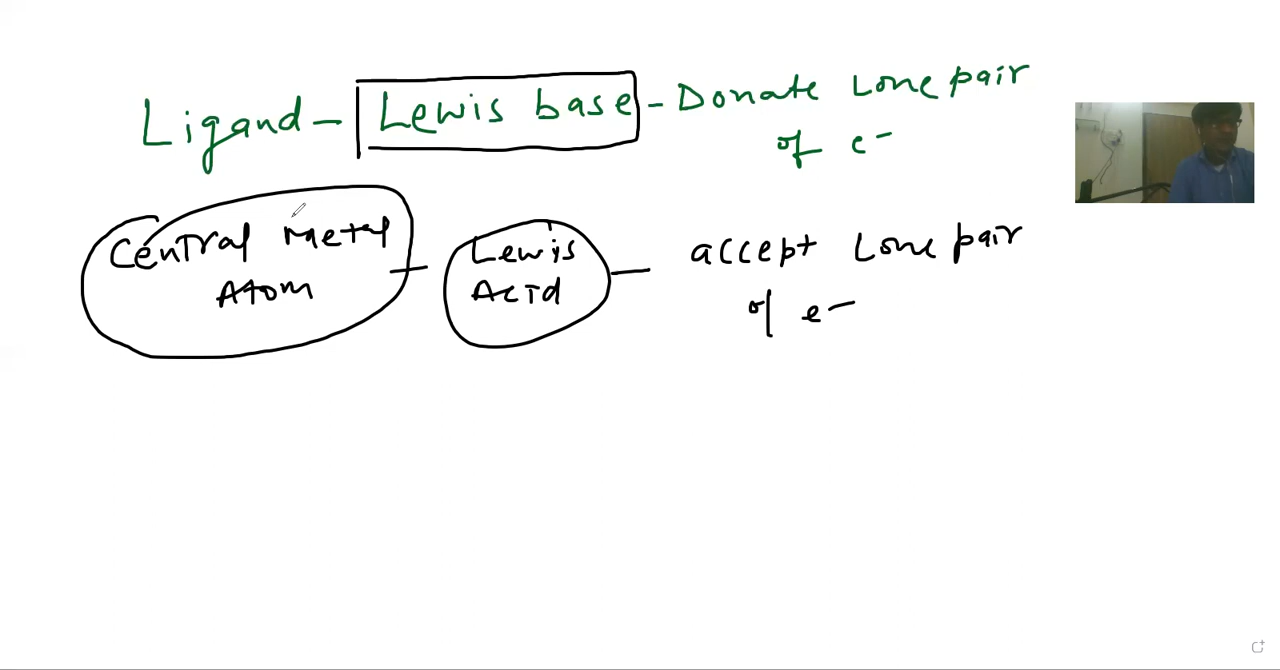 Ligand – Lewis base – Donate Lone pair
of e–
Central Metal – Lewis – accept Lone pair
Atom Acid of e–